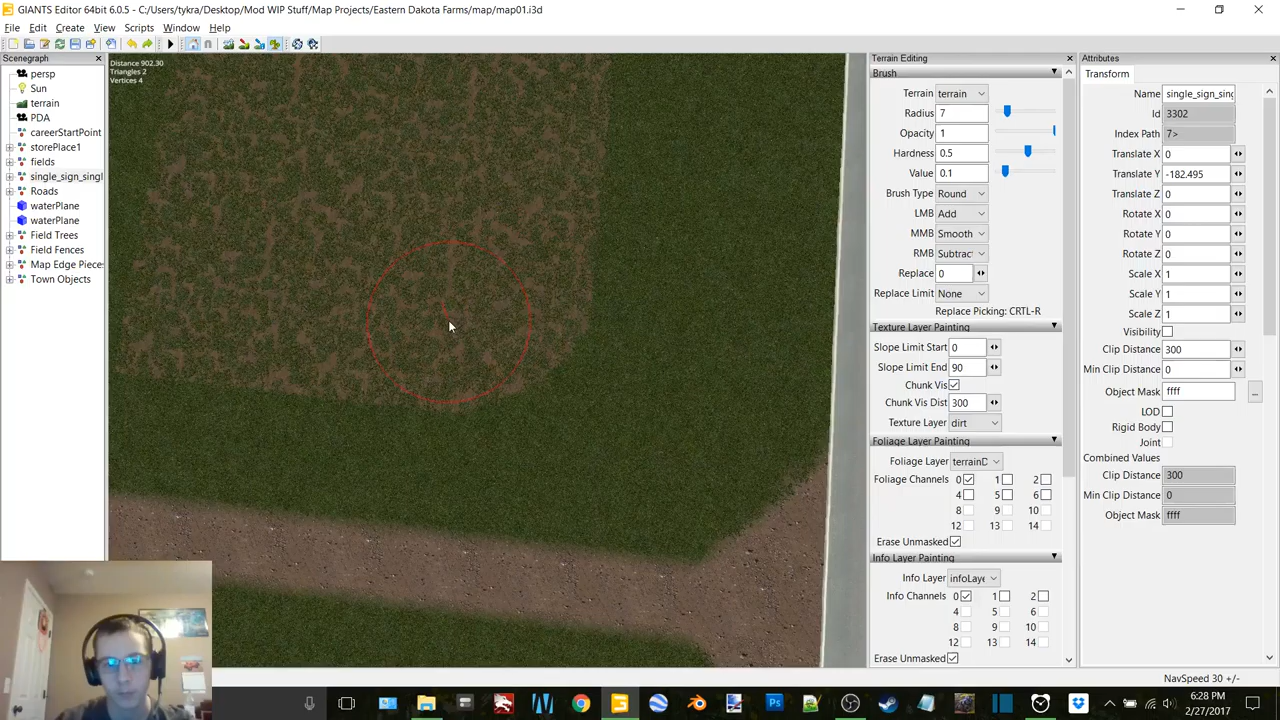 GIANTS Editor 64bit 6.0.5 - C:/Users/tykra/Desktop/Mod WIP Stuff/Map Projects/Eastern Dakota Farms/map/map01.i3d
File Edit Create View Scripts Window Help
Scenegraph
persp
Sun
terrain
PDA
careerStartPoint
storePlace1
fields
single_sign_singl
Roads
waterPlane
waterPlane
Field Trees
Field Fences
Map Edge Piece
Town Objects
Distance 902.30
Triangles 2
Vertices 4
Terrain Editing
Brush
Terrain terrain
Radius 7
Opacity 1
Hardness 0.5
Value 0.1
Brush Type Round
LMB Add
MMB Smooth
RMB Subtrac
Replace 0
Replace Limit None
Replace Picking: CRTL-R
Texture Layer Painting
Slope Limit Start 0
Slope Limit End 90
Chunk Vis
Chunk Vis Dist 300
Texture Layer dirt
Foliage Layer Painting
Foliage Layer terrainD
Foliage Channels 0 1 2
4 5 6
8 9 10
12 13 14
Erase Unmasked
Info Layer Painting
Info Layer infoLaye
Info Channels 0 1 2
4 5 6
8 9 10
12 13 14
Erase Unmasked
Attributes
Transform
Name single_sign_sing
Id 3302
Index Path 7>
Translate X 0
Translate Y -182.495
Translate Z 0
Rotate X 0
Rotate Y 0
Rotate Z 0
Scale X 1
Scale Y 1
Scale Z 1
Visibility
Clip Distance 300
Min Clip Distance 0
Object Mask ffff ...
LOD
Rigid Body
Joint
Combined Values
Clip Distance 300
Min Clip Distance 0
Object Mask ffff
NavSpeed 30 +/-
6:28 PM
2/27/2017